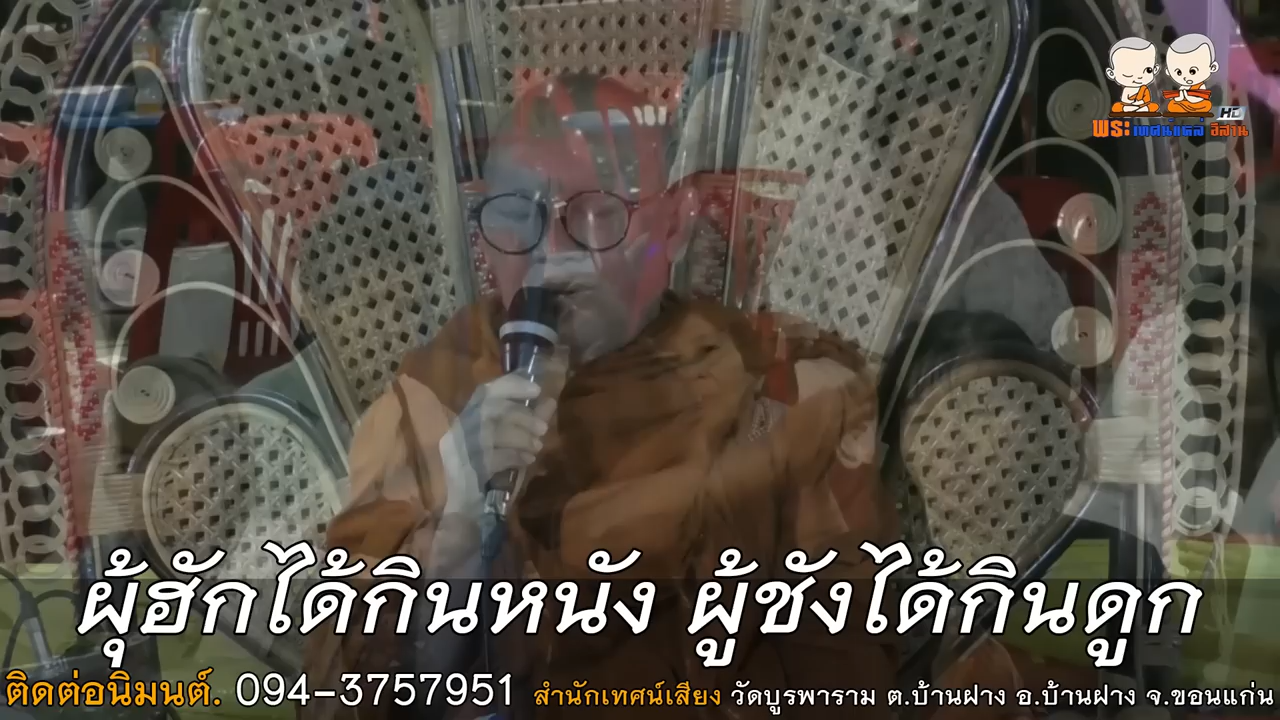 HD
พระเทศน์แหล่ อิสาน
ผุ้ฮักได้กินหนัง ผู้ชังได้กินดูก
ติดต่อนิมนต์. 094-3757951 สำนักเทศน์เสียง วัดบูรพาราม ต.บ้านฝาง อ.บ้านฝาง จ.ขอนแก่น